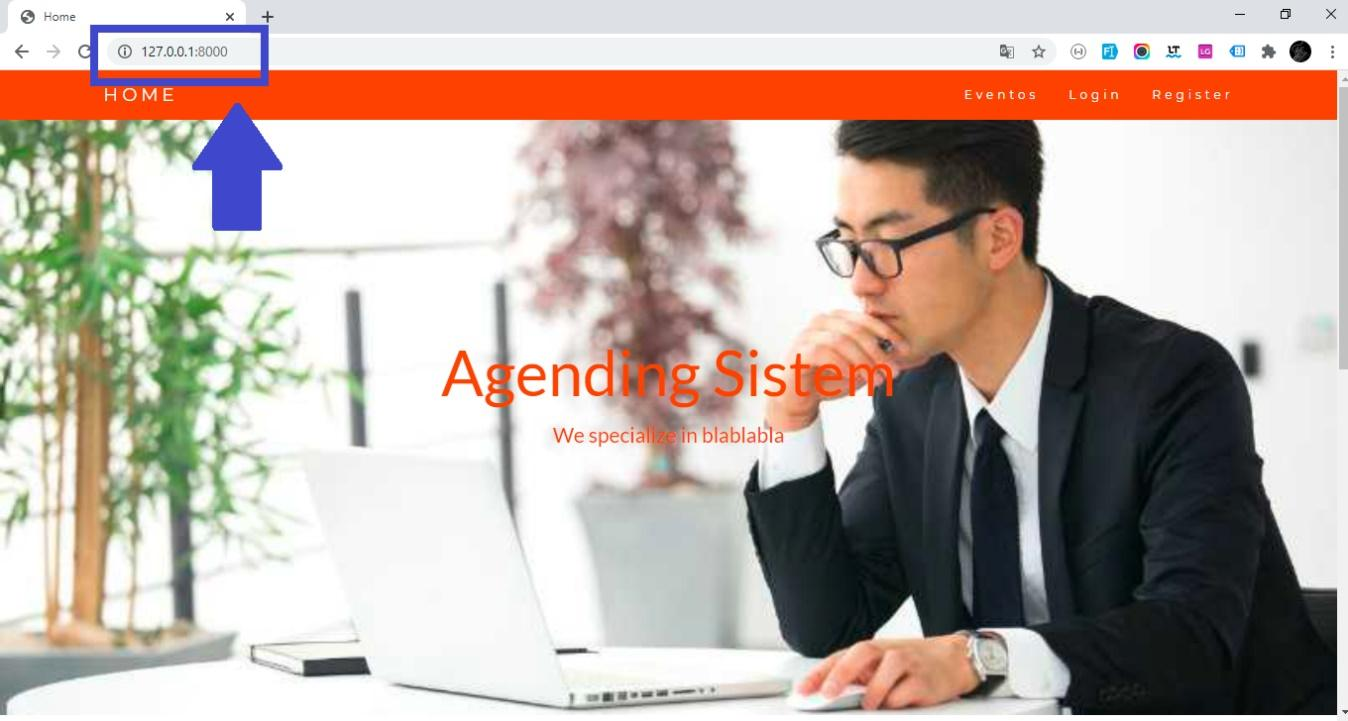 Home
127.0.0.1:8000
HOME
Eventos Login Register
Agending Sistem
We specialize in blablabla